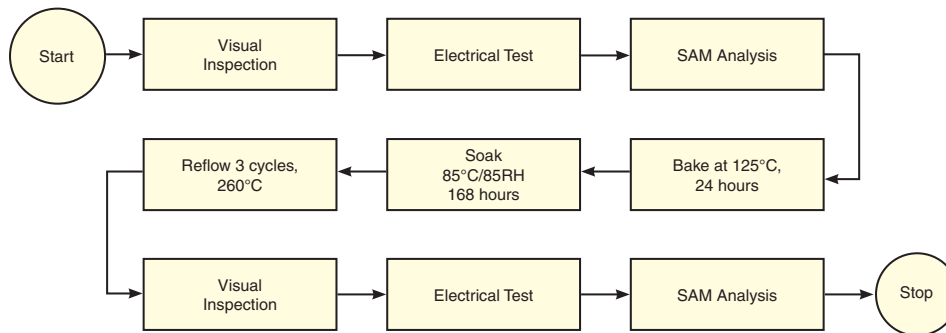 Start
Visual
Inspection
Electrical Test
SAM Analysis
Bake at 125°C,
24 hours
Soak
85°C/85RH
168 hours
Reflow 3 cycles,
260°C
Visual
Inspection
Electrical Test
SAM Analysis
Stop